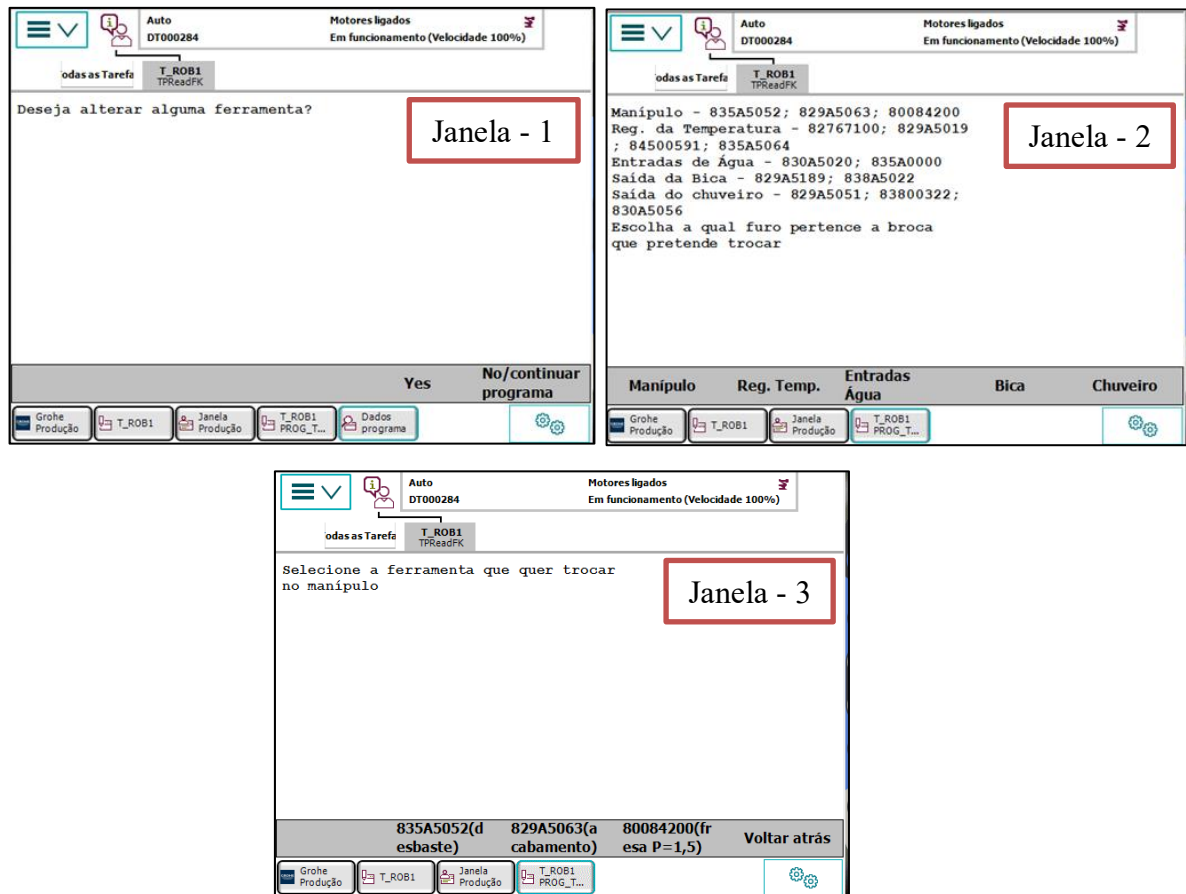 Auto
DT000284
Motores ligados
Em funcionamento (Velocidade 100%)
odas as Tarefa
T_ROB1
TPReadFK
Deseja alterar alguma ferramenta?
Janela - 1
Yes
No/continuar
programa
Grohe
Produção
T_ROB1
Janela
Produção
T_ROB1
PROG_T...
Dados
programa
Auto
DT000284
Motores ligados
Em funcionamento (Velocidade 100%)
odas as Tarefa
T_ROB1
TPReadFK
Manípulo - 835A5052; 829A5063; 80084200
Reg. da Temperatura - 82767100; 829A5019
; 84500591; 835A5064
Entradas de Água - 830A5020; 835A0000
Saída da Bica - 829A5189; 838A5022
Saída do chuveiro - 829A5051; 83800322;
830A5056
Escolha a qual furo pertence a broca
que pretende trocar
Janela - 2
Manípulo
Reg. Temp.
Entradas
Água
Bica
Chuveiro
Grohe
Produção
T_ROB1
Janela
Produção
T_ROB1
PROG_T...
Auto
DT000284
Motores ligados
Em funcionamento (Velocidade 100%)
odas as Tarefa
T_ROB1
TPReadFK
Selecione a ferramenta que quer trocar
no manípulo
Janela - 3
835A5052(d
esbaste)
829A5063(a
cabamento)
80084200(fr
esa P=1,5)
Voltar atrás
Grohe
Produção
T_ROB1
Janela
Produção
T_ROB1
PROG_T...